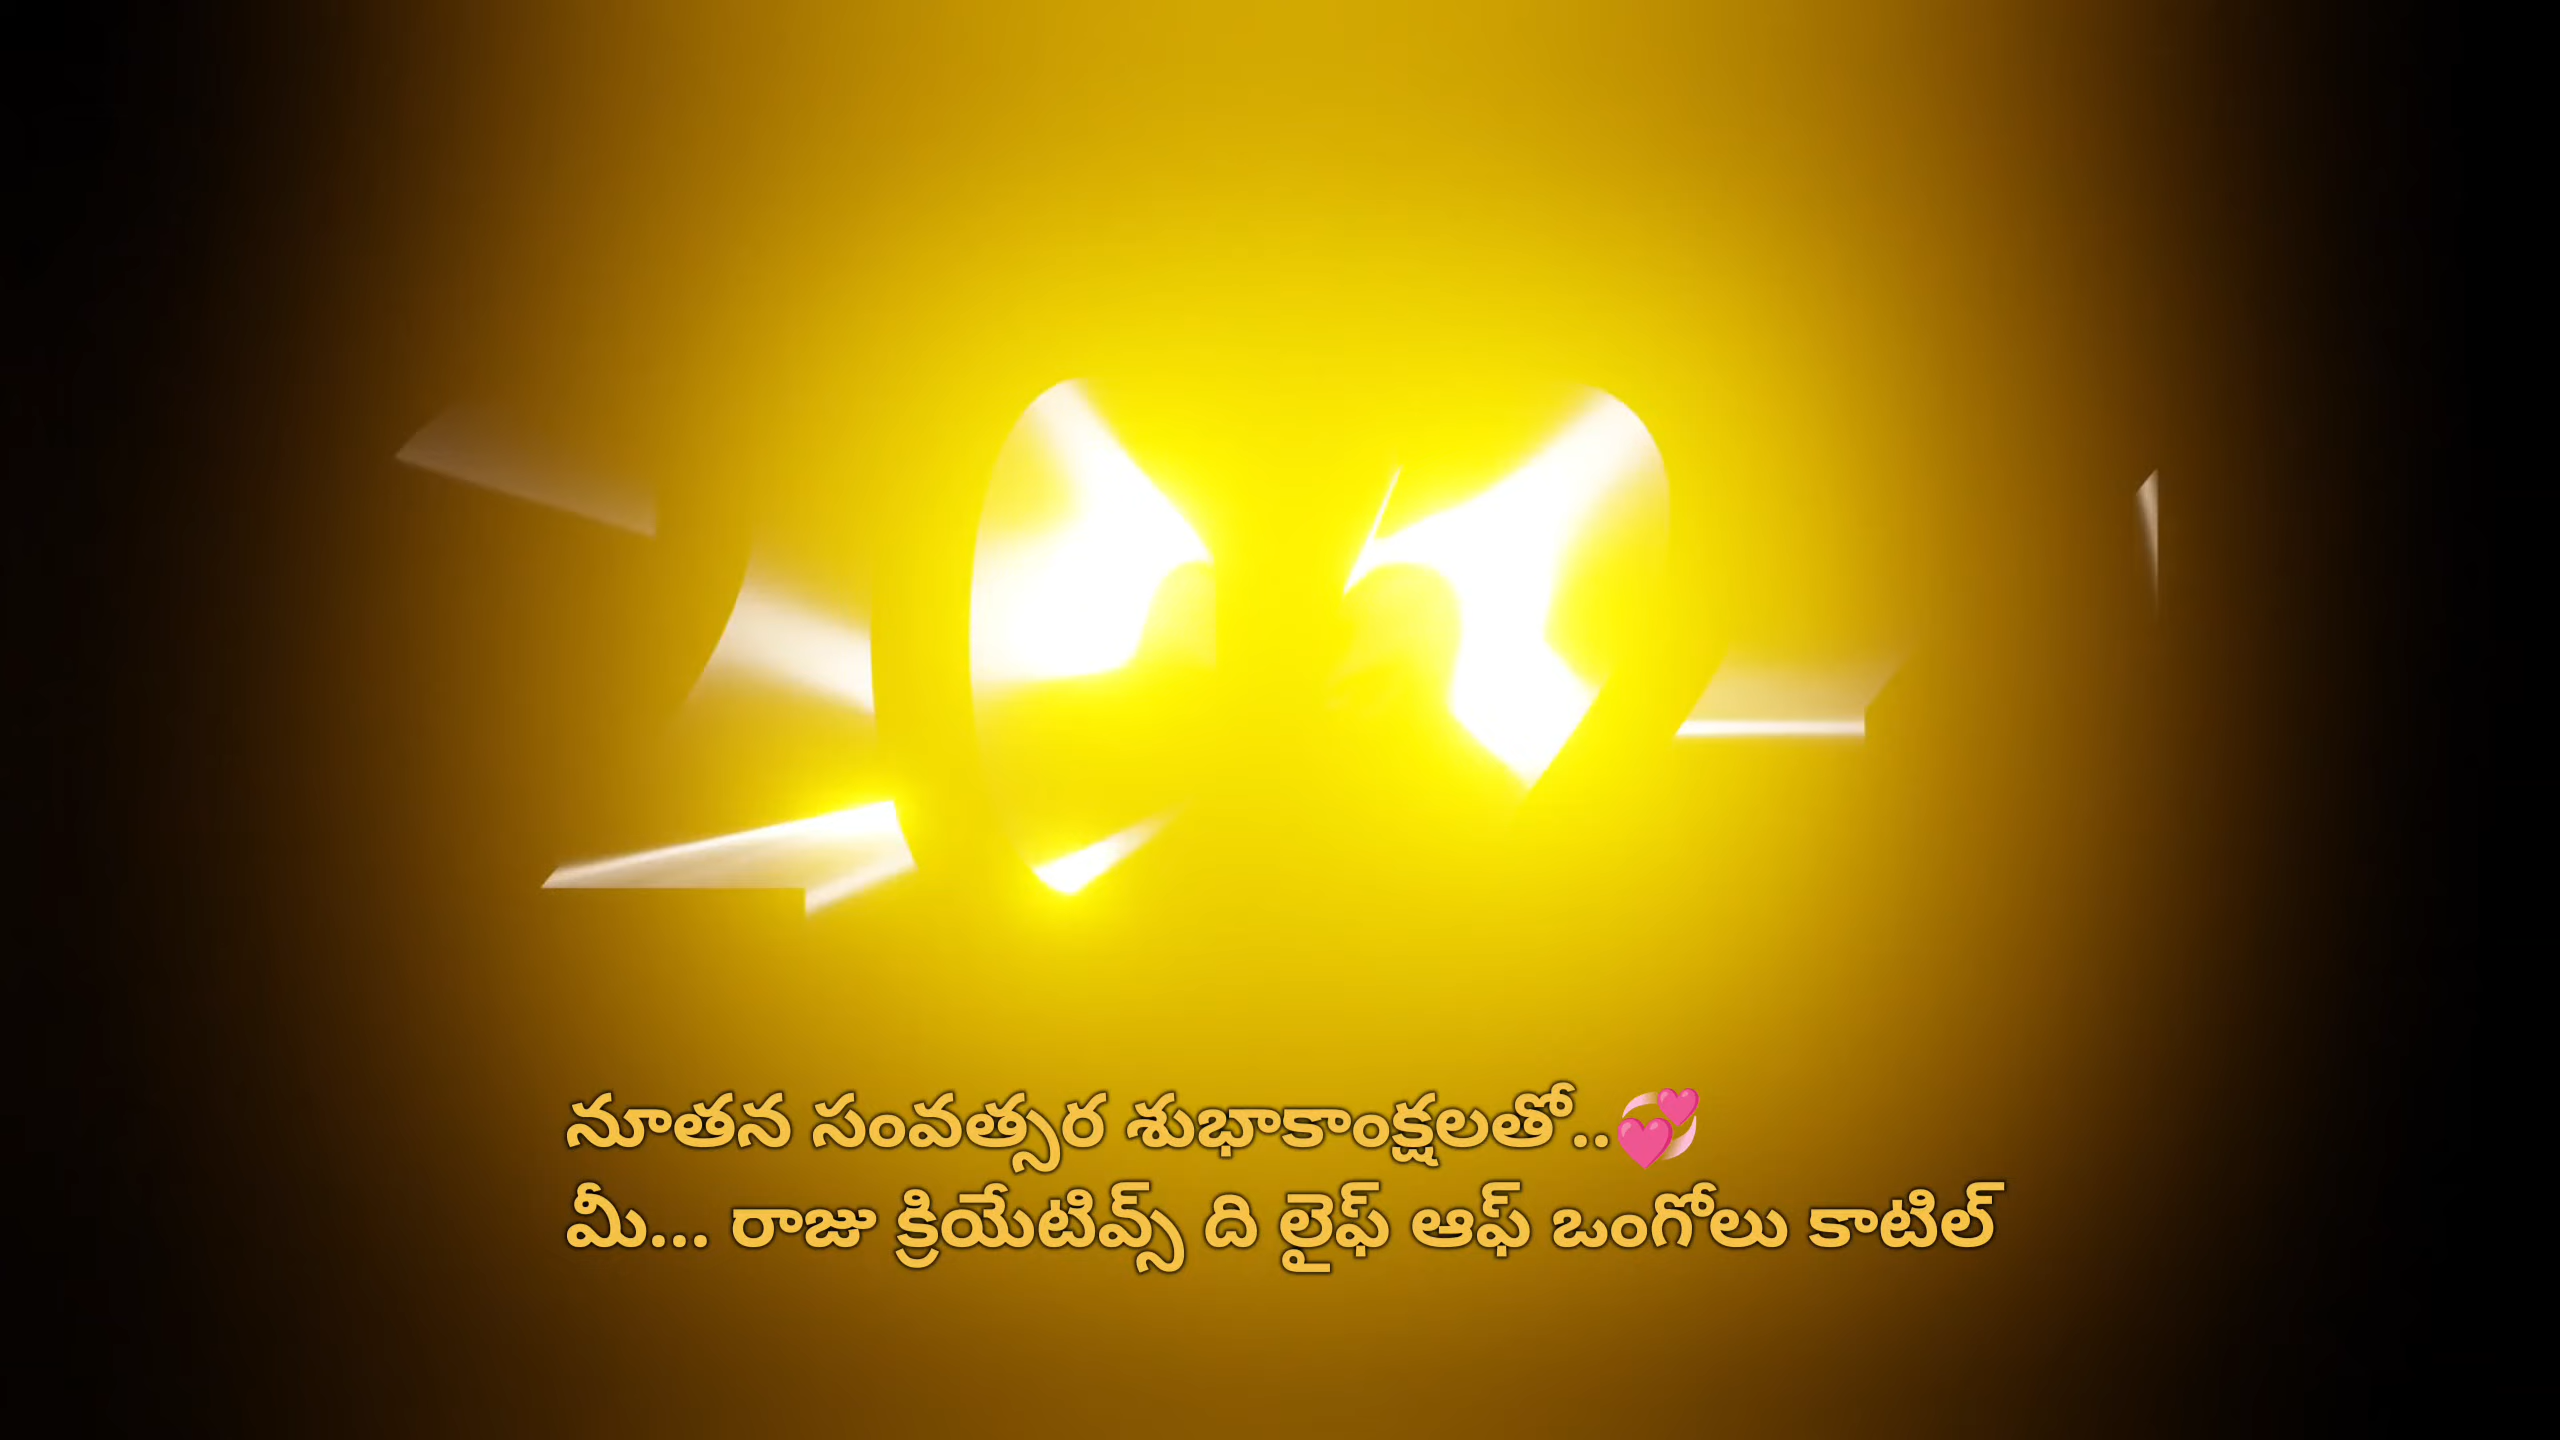 నూతన సంవత్సర శుభాకాంక్షలతో..💞
మీ... రాజు క్రియేటివ్స్ ది లైఫ్ ఆఫ్ ఒంగోలు కాటిల్